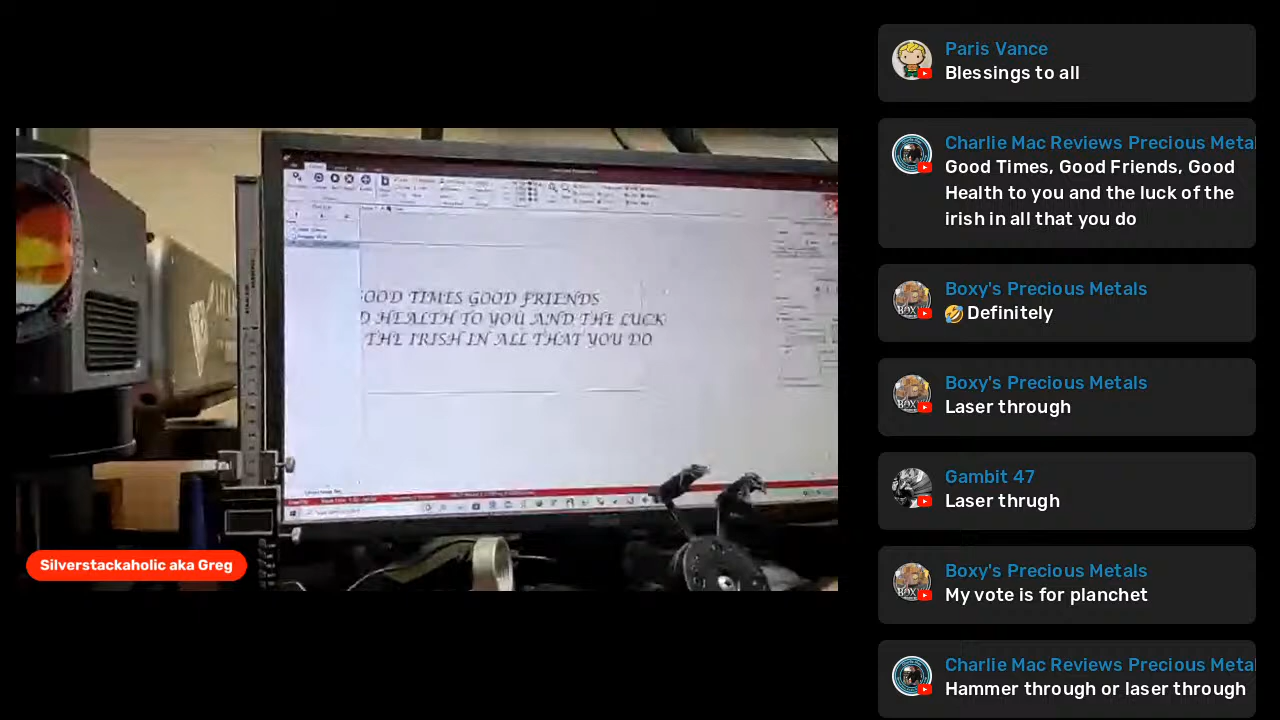 GOOD TIMES GOOD FRIENDS
HEALTH TO YOU AND THE LUCK
THE IRISH IN ALL THAT YOU DO
Silverstackaholic aka Greg
Paris Vance
Blessings to all
Charlie Mac Reviews Precious Metal
Good Times, Good Friends, Good
Health to you and the luck of the
irish in all that you do
Boxy's Precious Metals
🤣 Definitely
Boxy's Precious Metals
Laser through
Gambit 47
Laser thrugh
Boxy's Precious Metals
My vote is for planchet
Charlie Mac Reviews Precious Metal
Hammer through or laser through